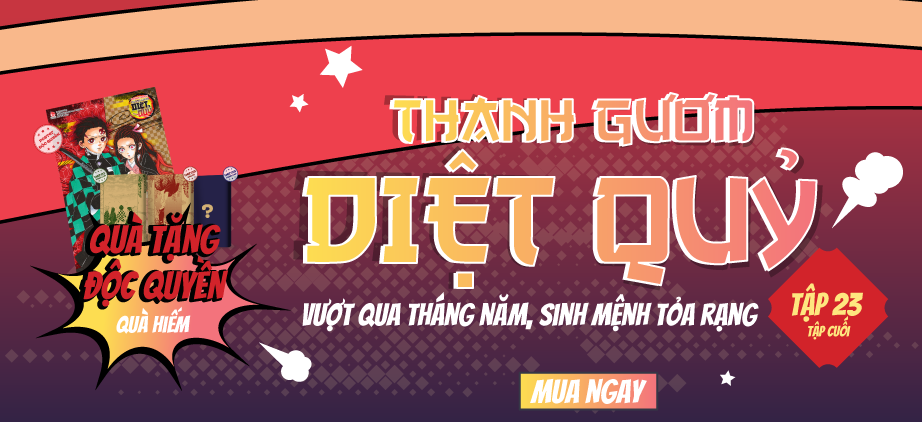 THANH GƯƠM
DIỆT QUỶ
VƯỢT QUA THÁNG NĂM, SINH MỆNH TỎA RẠNG
TẬP 23
TẬP CUỐI
QUÀ TẶNG
ĐỘC QUYỀN
QUÀ HIẾM
?
MUA NGAY